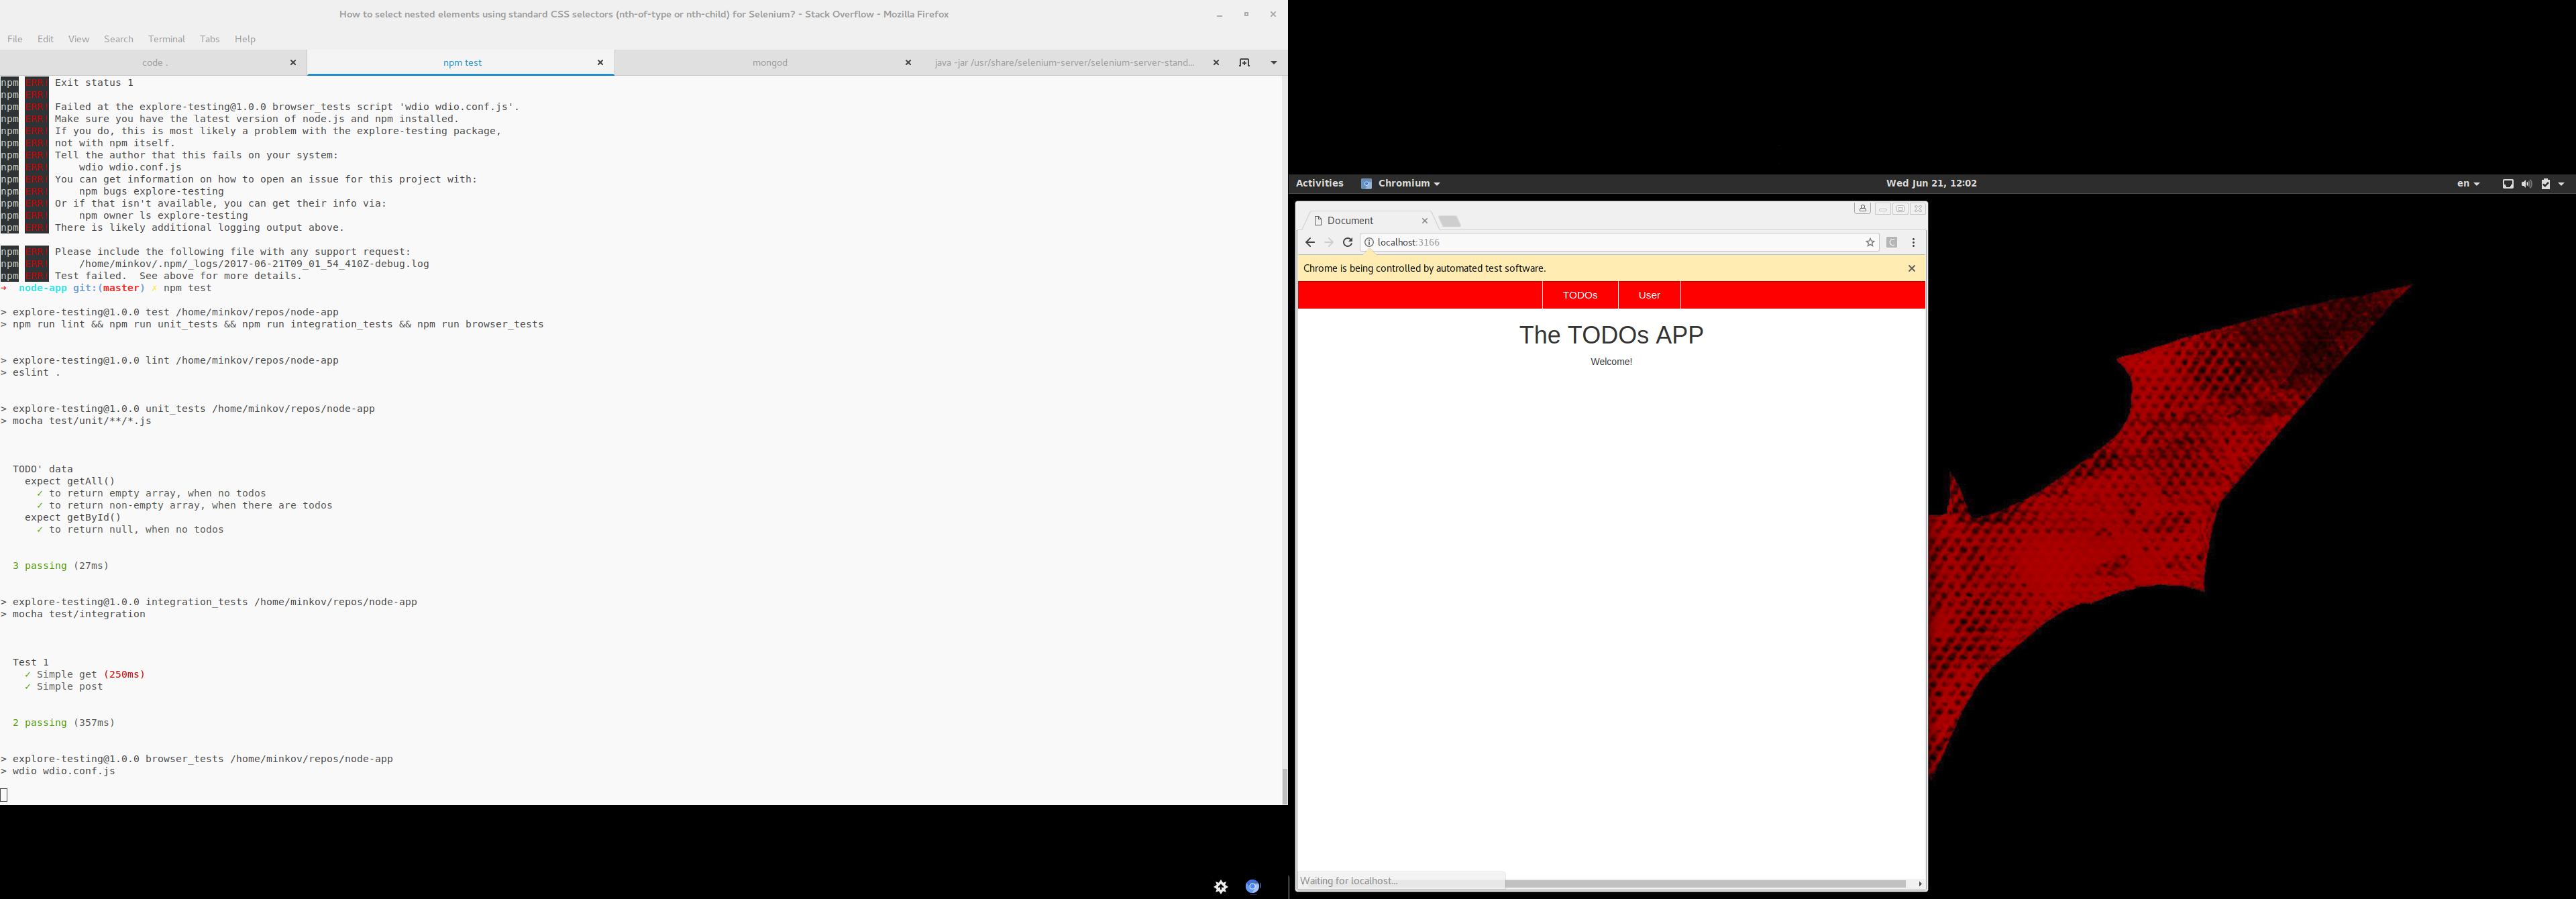 How to select nested elements using standard CSS selectors (nth-of-type or nth-child) for Selenium? - Stack Overflow - Mozilla Firefox
File Edit View Search Terminal Tabs Help
code . npm test mongod java -jar /usr/share/selenium-server/selenium-server-stand...
npm ERR! Exit status 1
npm ERR!
npm ERR! Failed at the explore-testing@1.0.0 browser_tests script 'wdio wdio.conf.js'.
npm ERR! Make sure you have the latest version of node.js and npm installed.
npm ERR! If you do, this is most likely a problem with the explore-testing package,
npm ERR! not with npm itself.
npm ERR! Tell the author that this fails on your system:
npm ERR!     wdio wdio.conf.js
npm ERR! You can get information on how to open an issue for this project with:
npm ERR!     npm bugs explore-testing
npm ERR! Or if that isn't available, you can get their info via:
npm ERR!     npm owner ls explore-testing
npm ERR! There is likely additional logging output above.
npm ERR! Please include the following file with any support request:
npm ERR!     /home/minkov/.npm/_logs/2017-06-21T09_01_54_410Z-debug.log
npm ERR! Test failed.  See above for more details.
➜  node-app git:(master) ✗ npm test
> explore-testing@1.0.0 test /home/minkov/repos/node-app
> npm run lint && npm run unit_tests && npm run integration_tests && npm run browser_tests
> explore-testing@1.0.0 lint /home/minkov/repos/node-app
> eslint .
> explore-testing@1.0.0 unit_tests /home/minkov/repos/node-app
> mocha test/unit/**/*.js
TODO' data
expect getAll()
✓ to return empty array, when no todos
✓ to return non-empty array, when there are todos
expect getById()
✓ to return null, when no todos
3 passing (27ms)
> explore-testing@1.0.0 integration_tests /home/minkov/repos/node-app
> mocha test/integration
Test 1
✓ Simple get (250ms)
✓ Simple post
2 passing (357ms)
> explore-testing@1.0.0 browser_tests /home/minkov/repos/node-app
> wdio wdio.conf.js
Activities Chromium Wed Jun 21, 12:02 en
Document
localhost:3166
Chrome is being controlled by automated test software.
TODOs User
The TODOs APP
Welcome!
Waiting for localhost...